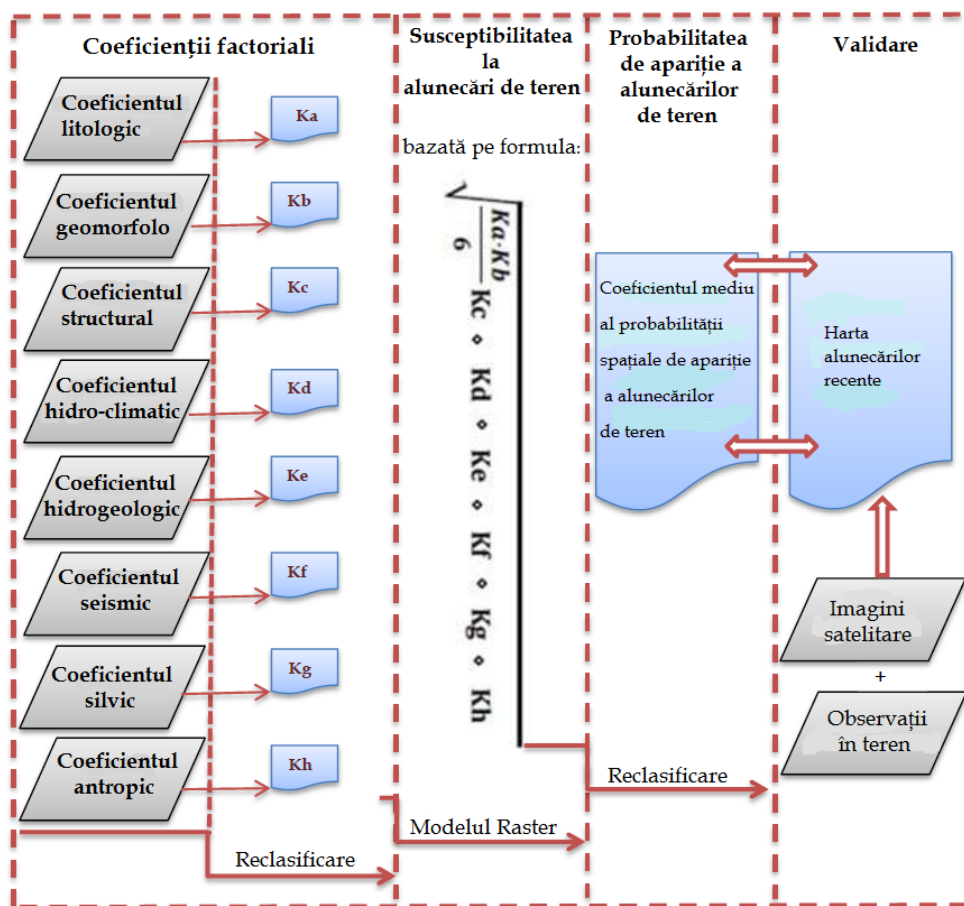 Coeficienții factoriali
Coeficientul
litologic
Ka
Coeficientul
geomorfolo
Kb
Coeficientul
structural
Kc
Coeficientul
hidro-climatic
Kd
Coeficientul
hidrogeologic
Ke
Coeficientul
seismic
Kf
Coeficientul
silvic
Kg
Coeficientul
antropic
Kh
Reclasificare
Susceptibilitatea
la
alunecări de teren
bazată pe formula:
√ Ka·Kb
6
Kc ⋄ Kd ⋄ Ke ⋄ Kf ⋄ Kg ⋄ Kh
Modelul Raster
Probabilitatea
de apariție a
alunecărilor
de teren
Coeficientul mediu
al probabilității
spațiale de apariție
a alunecărilor
de teren
Reclasificare
Validare
Harta
alunecărilor
recente
Imagini
satelitare
+
Observații
în teren